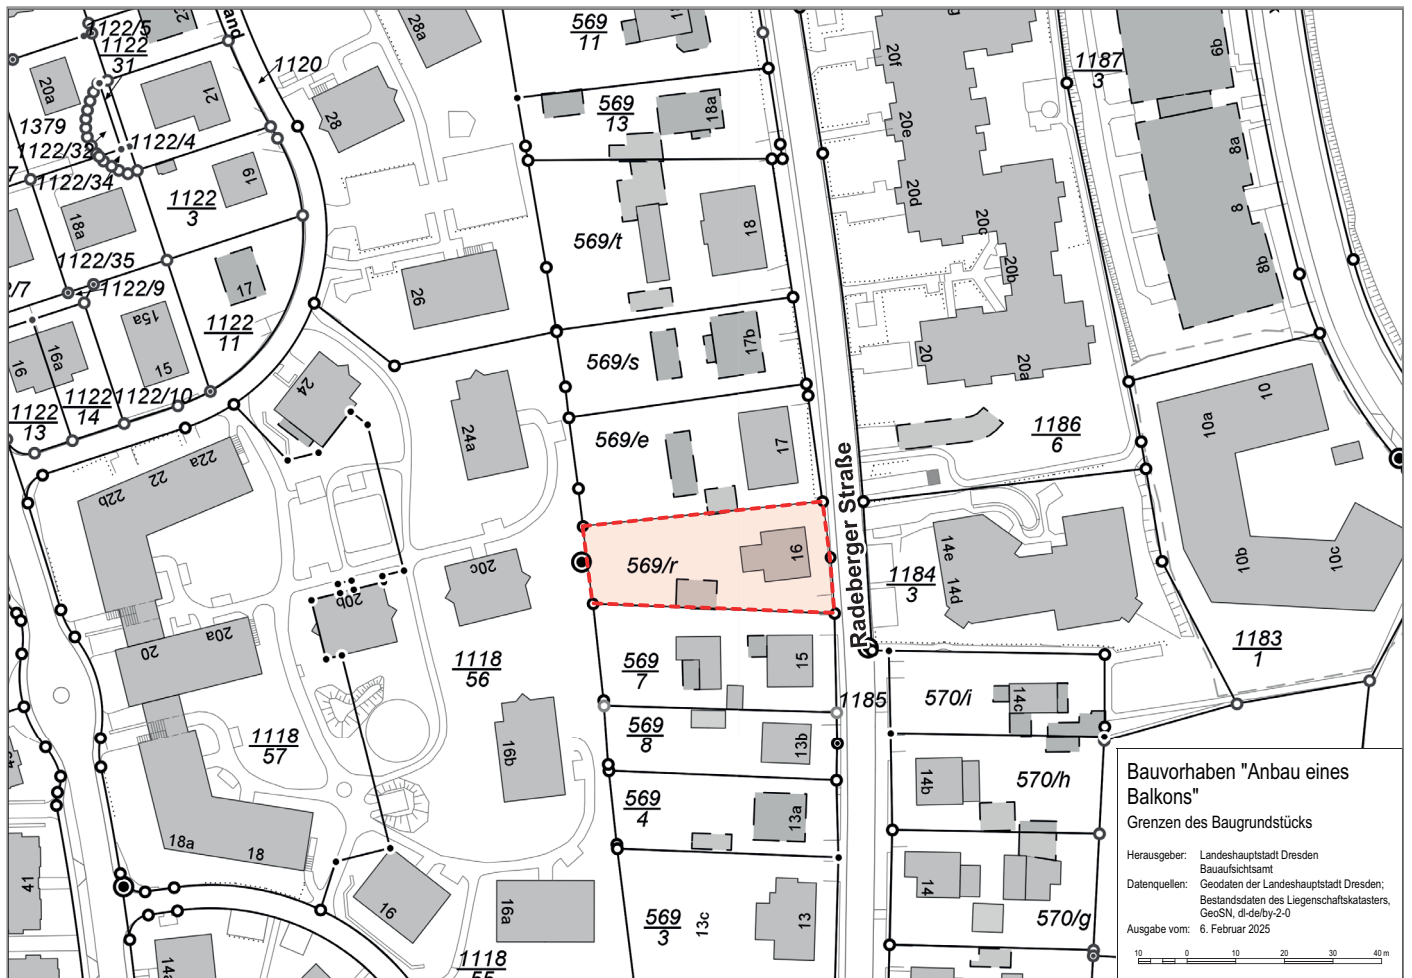 1122/5
1122
31
and
1120
28a
569
11
1187
3
20f
9b
20a
21
28
569
13
18a
20e
8a
1379
1122/32
1122/4
1122/34
19
1122
3
18a
569/t
18
20d
20c
8
20b
8b
1122/35
1122/9
17
26
15a
1122
11
16
16a
15
569/s
17b
20
20a
24
10
10a
1122
13
1122
14
1122/10
24a
569/e
17
1186
6
22a
22
22b
Radeberger Straße
569/r
16
14e
14d
1184
3
10b
10c
20c
20b
20a
20
1118
56
569
7
15
1183
1
1185
570/i
14c
1118
57
16b
569
8
13b
14b
570/h
569
4
13a
18a
18
41
16
16a
569
3
13c
13
14
570/g
14a
1118
55
Bauvorhaben "Anbau eines
Balkons"
Grenzen des Baugrundstücks
Herausgeber: Landeshauptstadt Dresden
Bauaufsichtsamt
Datenquellen: Geodaten der Landeshauptstadt Dresden;
Bestandsdaten des Liegenschaftskatasters,
GeoSN, dl-de/by-2-0
Ausgabe vom: 6. Februar 2025
10 0 10 20 30 40 m